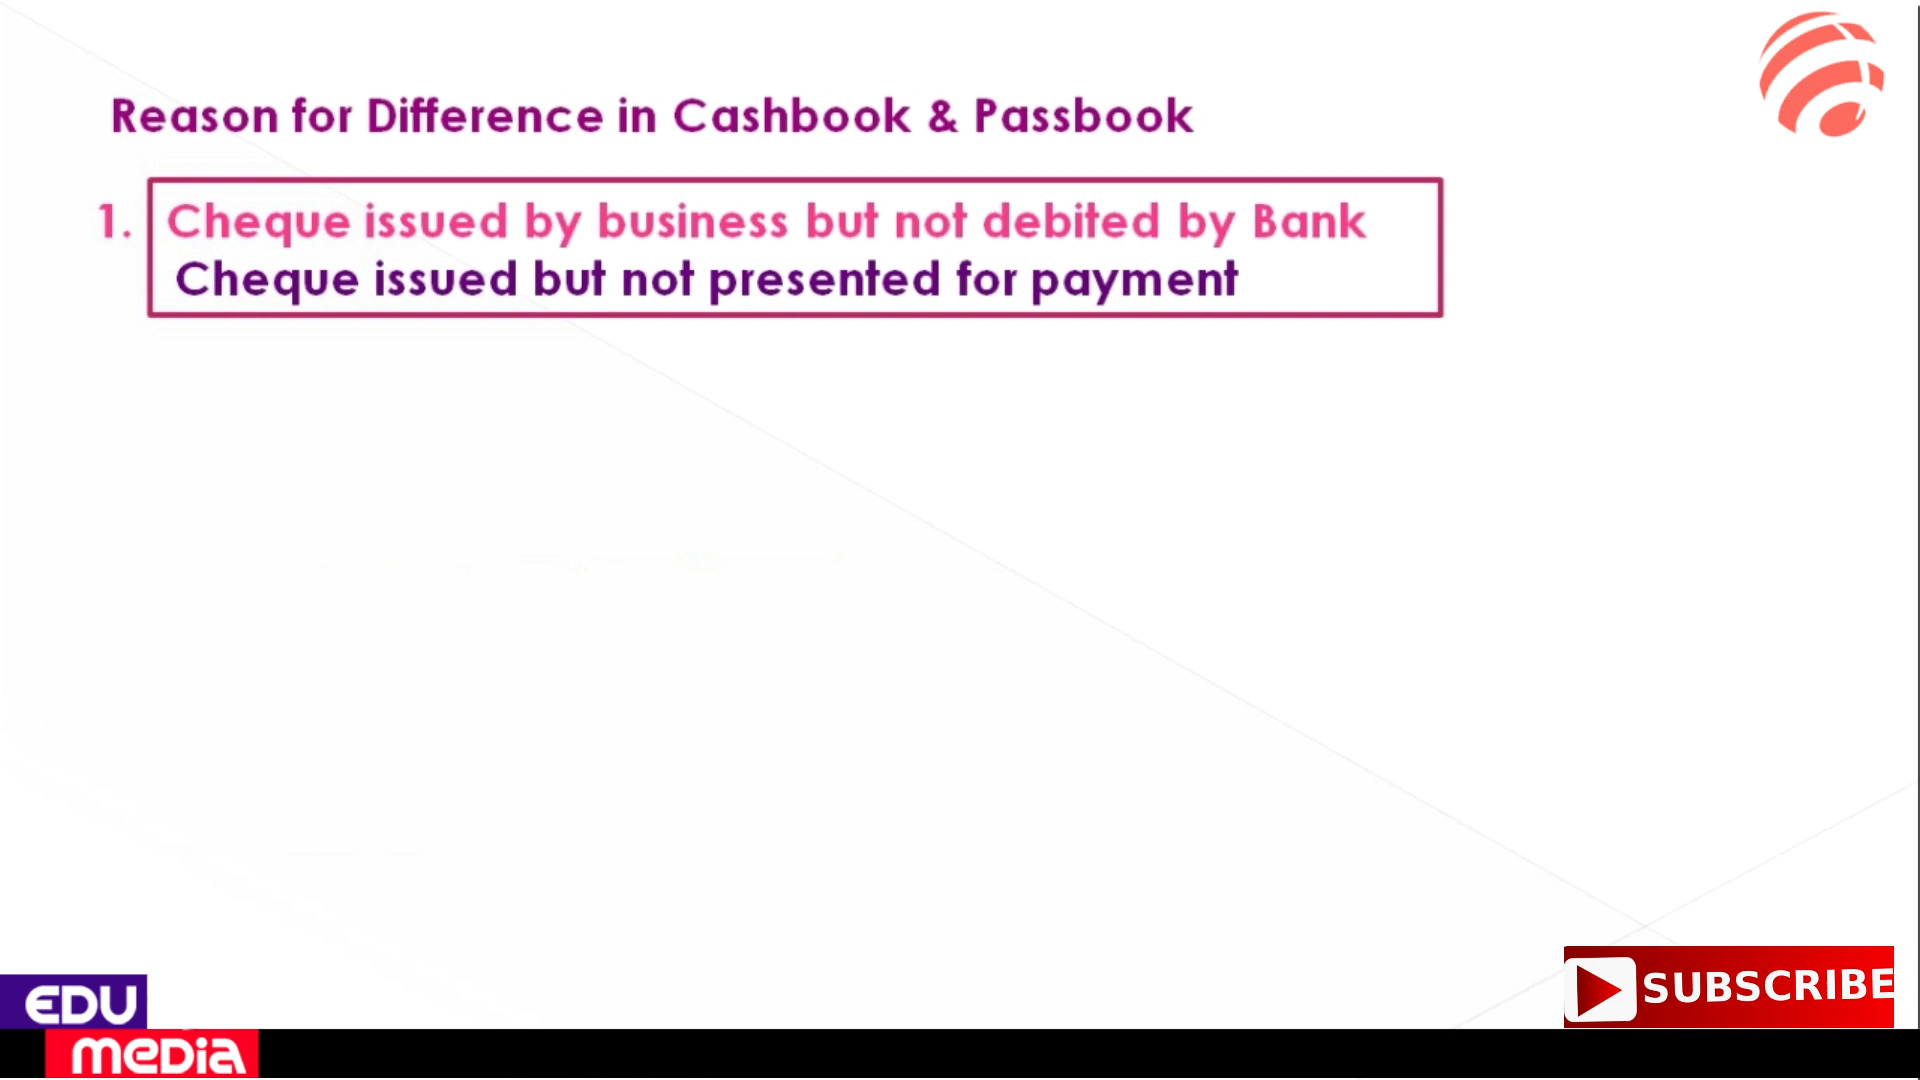 Reason for Difference in Cashbook & Passbook
1. Cheque issued by business but not debited by Bank
Cheque issued but not presented for payment
SUBSCRIBE
EDU
MEDIA